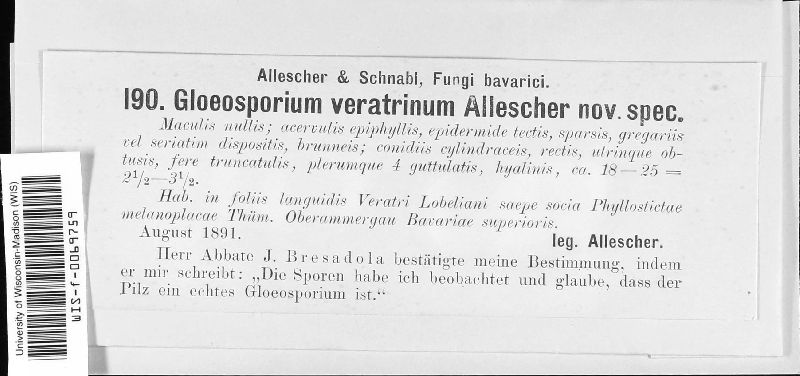 Allescher & Schnabl, Fungi bavarici.
190. Gloeosporium veratrinum Allescher nov. spec.
Maculis nullis; acervulis epiphyllis, epidermide tectis, sparsis, gregariis
vel seriatim dispositis, brunneis; conidiis cylindraceis, rectis, utrinque ob-
tusis, fere truncatulis, plerumque 4 guttulatis, hyalinis, ca. 18—25 =
2 1/2—3 1/2.
Hab. in foliis languidis Veratri Lobeliani saepe socia Phyllostictae
melanoplacae Thüm. Oberammergau Bavariae superioris.
August 1891.
leg. Allescher.
Herr Abbate J. Bresadola bestätigte meine Bestimmung, indem
er mir schreibt: „Die Sporen habe ich beobachtet und glaube, dass der
Pilz ein echtes Gloeosporium ist.“
University of Wisconsin-Madison (WIS)
WIS-f-0069759